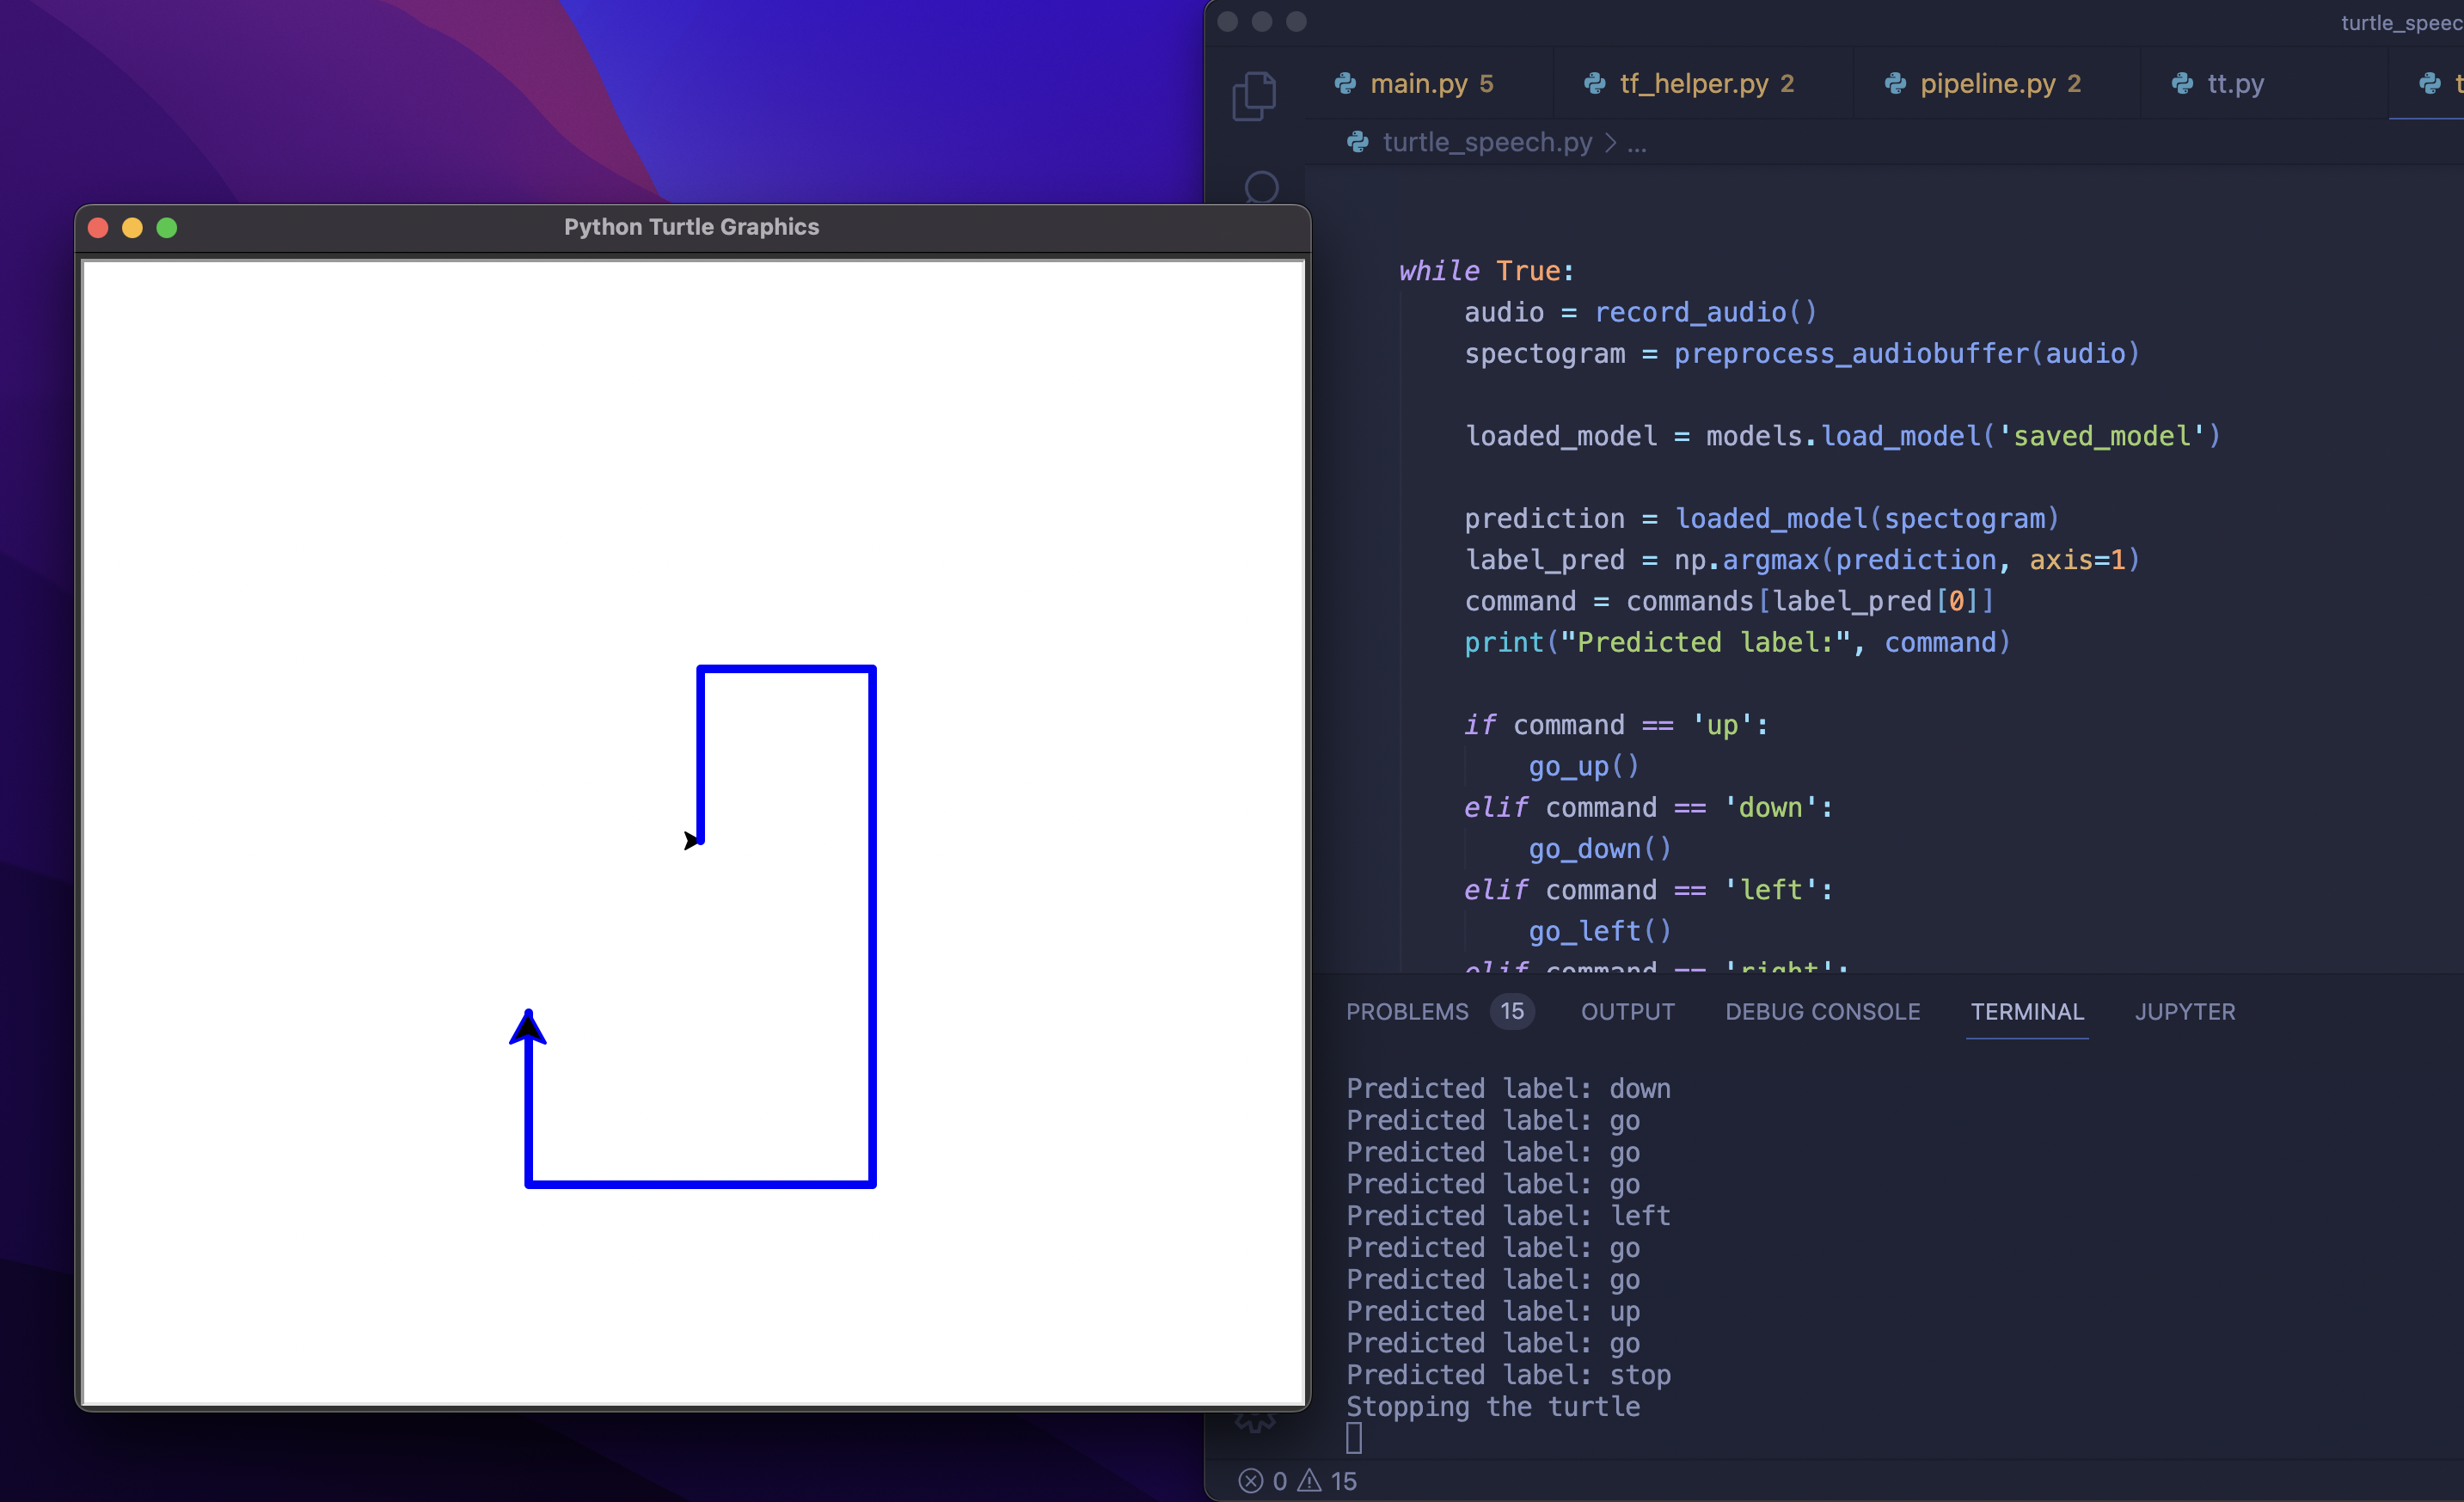 Python Turtle Graphics
turtle_speec
main.py 5
tf_helper.py 2
pipeline.py 2
tt.py
t
turtle_speech.py > ...
while True:
audio = record_audio()
spectogram = preprocess_audiobuffer(audio)
loaded_model = models.load_model('saved_model')
prediction = loaded_model(spectogram)
label_pred = np.argmax(prediction, axis=1)
command = commands[label_pred[0]]
print("Predicted label:", command)
if command == 'up':
go_up()
elif command == 'down':
go_down()
elif command == 'left':
go_left()
elif command == 'right':
PROBLEMS 15 OUTPUT DEBUG CONSOLE TERMINAL JUPYTER
Predicted label: down
Predicted label: go
Predicted label: go
Predicted label: go
Predicted label: left
Predicted label: go
Predicted label: go
Predicted label: up
Predicted label: go
Predicted label: stop
Stopping the turtle
0 15